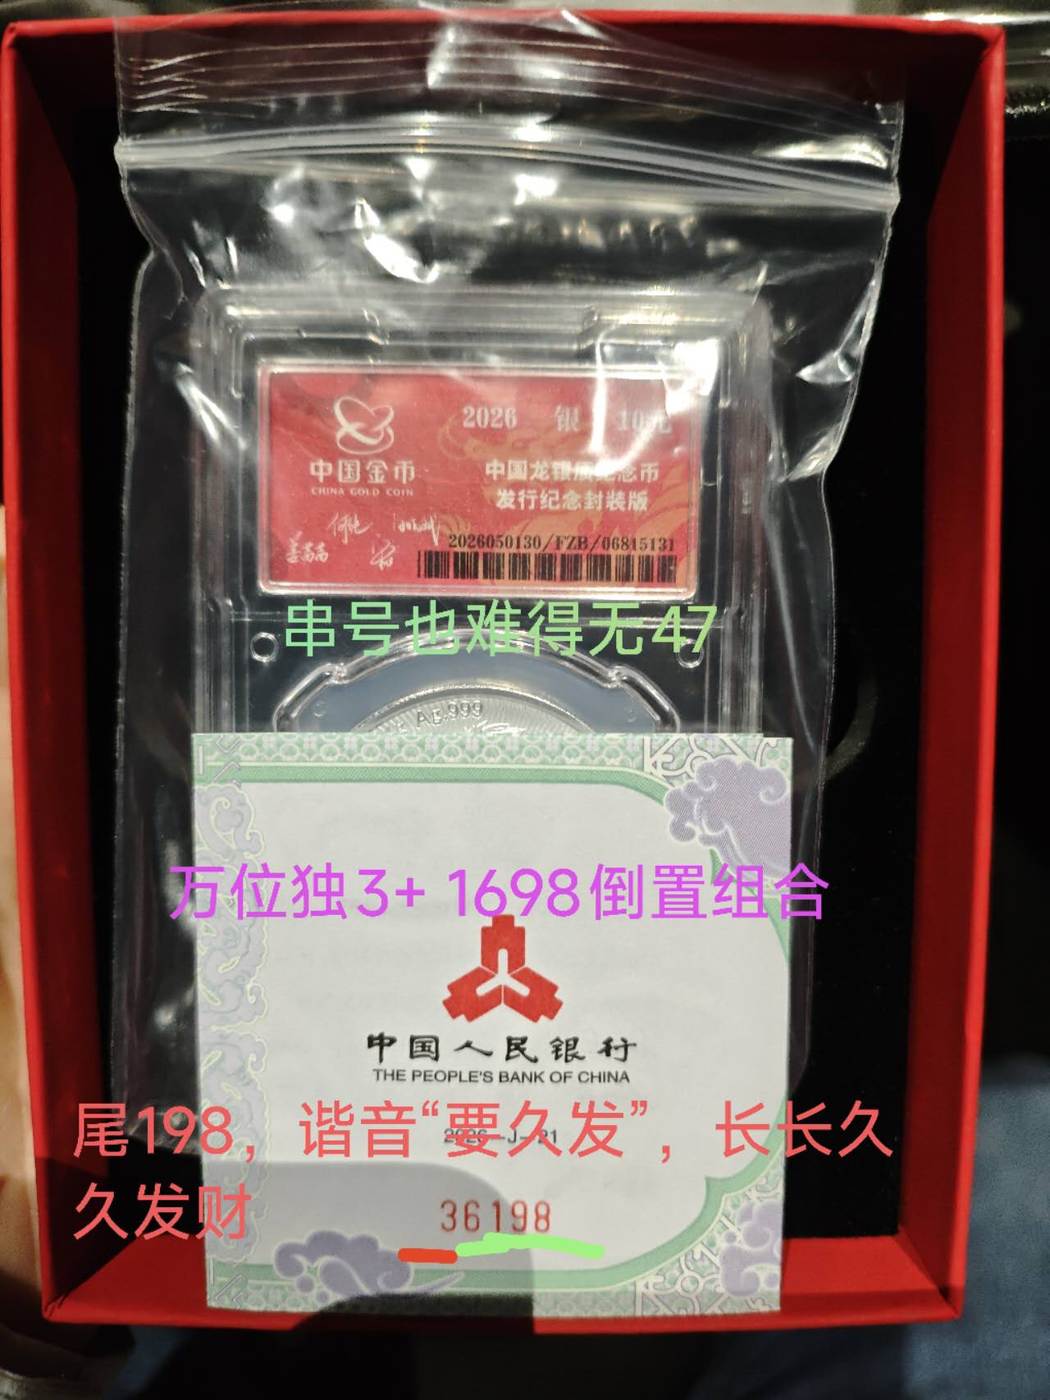 2026 银 10元
中国金币
CHINA GOLD COIN
中国龙银质纪念币
发行纪念封装版
2026050130/FZB/06815131
串号也难得无47
Ag 999
万位独3+ 1698倒置组合
中国人民银行
THE PEOPLE'S BANK OF CHINA
尾198，谐音“要久发”，长长久
久发财
36198